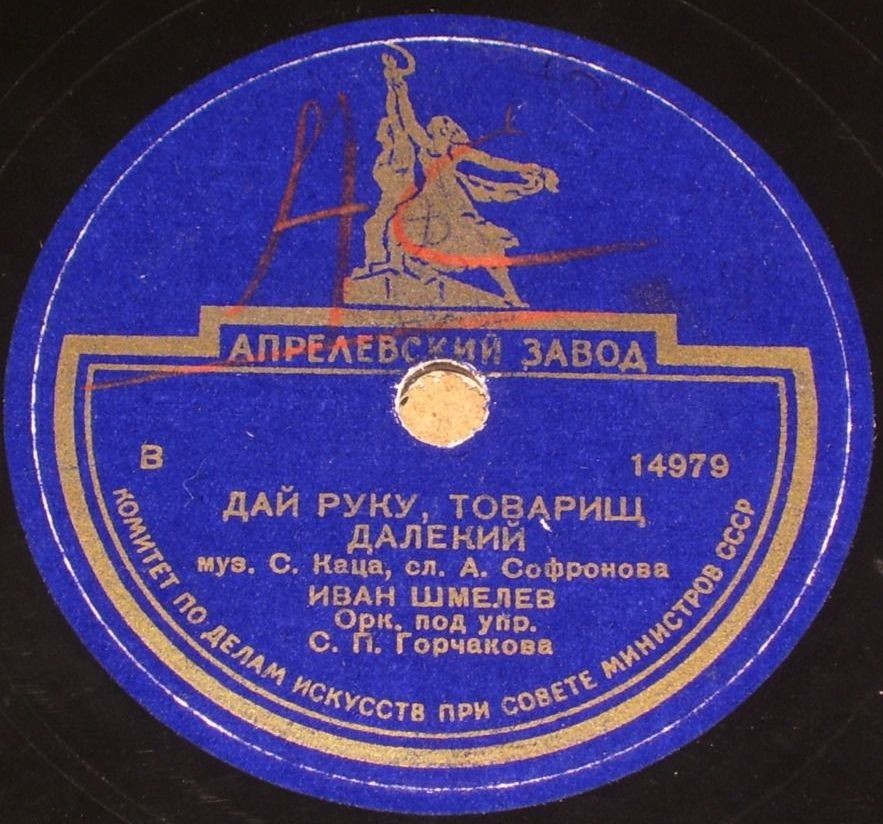 АС
АПРЕЛЕВСКИЙ ЗАВОД
В 14979
ДАЙ РУКУ, ТОВАРИЩ
ДАЛЕКИЙ
муз. С. Каца, сл. А. Софронова
ИВАН ШМЕЛЕВ
Орк. под упр.
С. П. Горчакова
КОМИТЕТ ПО ДЕЛАМ ИСКУССТВ ПРИ СОВЕТЕ МИНИСТРОВ СССР